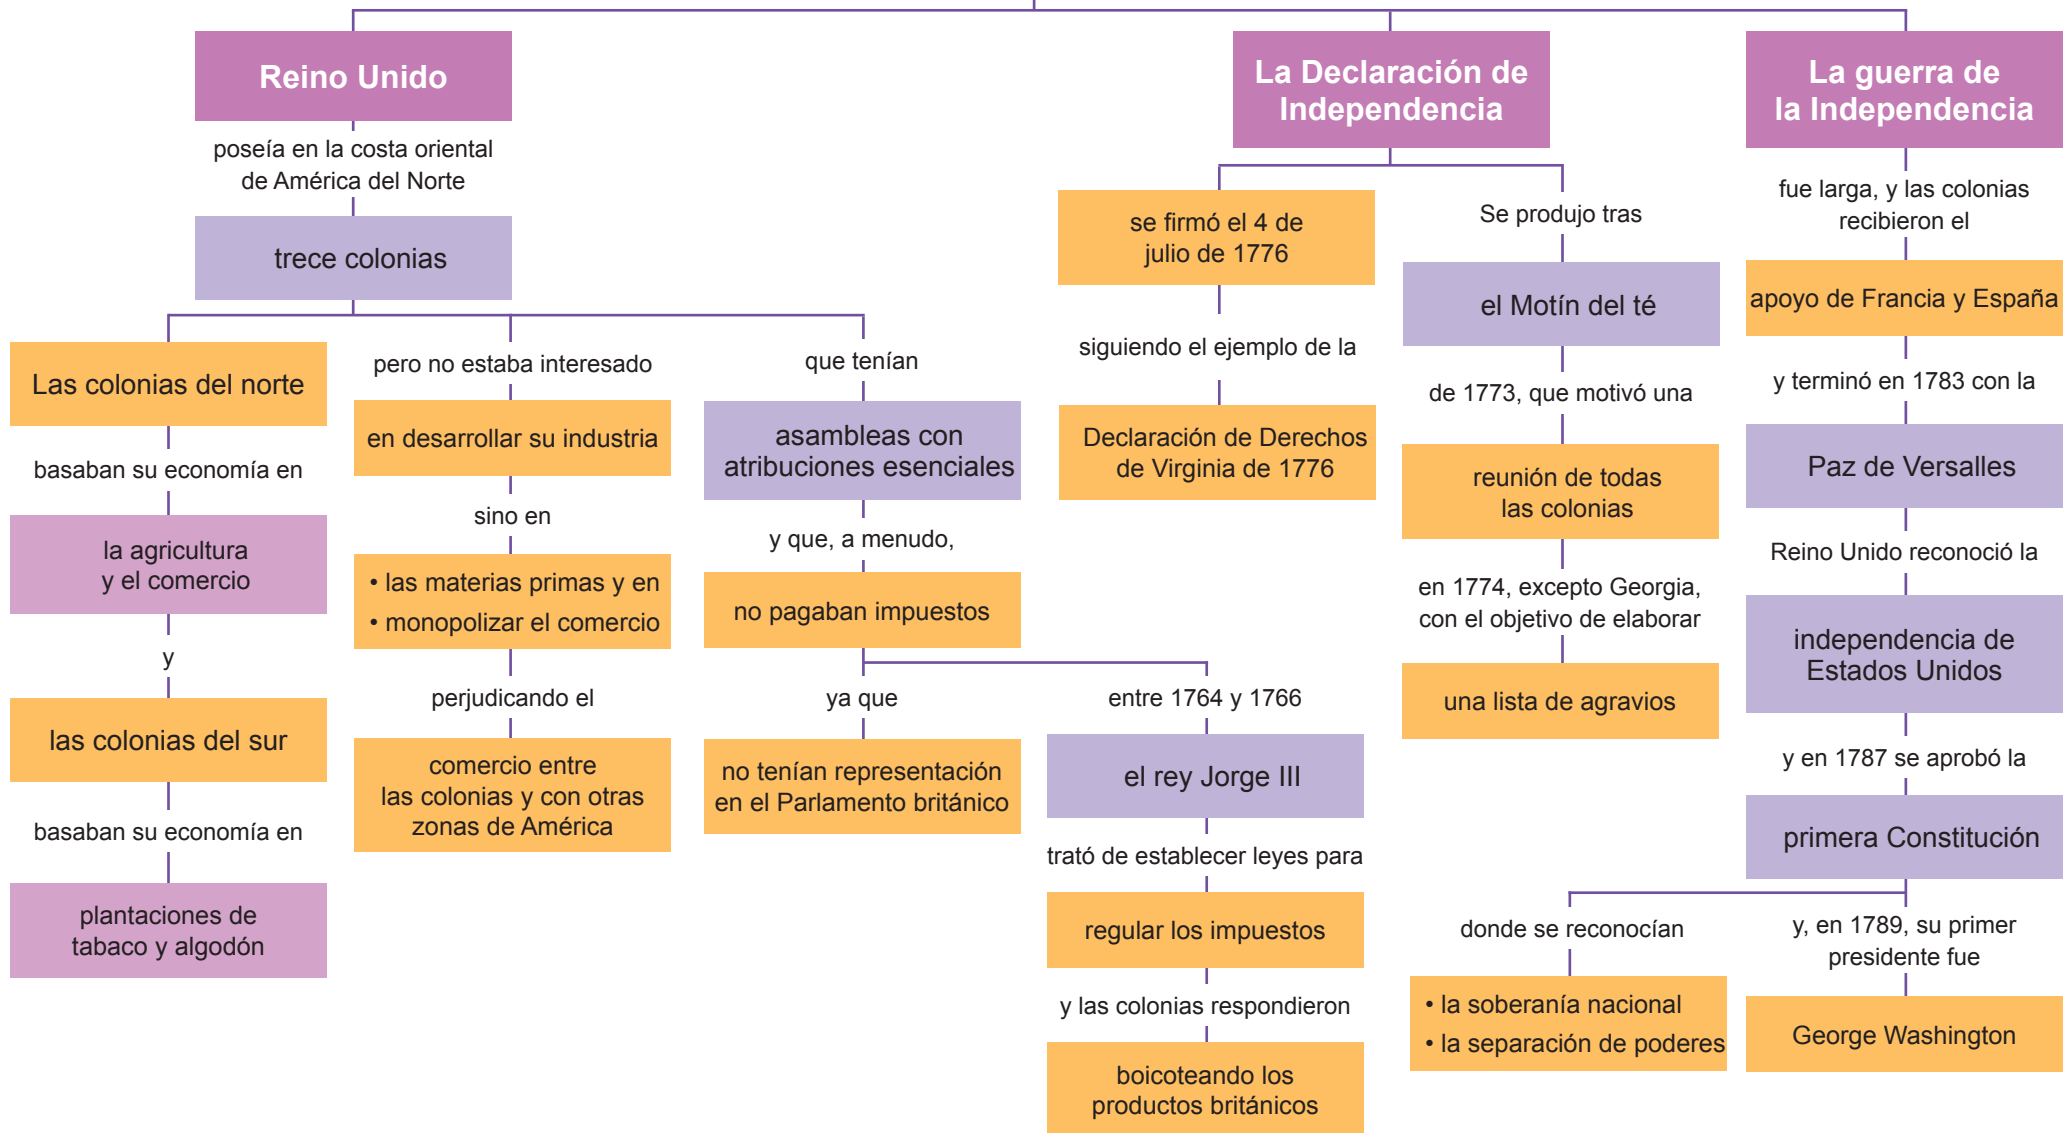 Reino Unido
poseía en la costa oriental
de América del Norte
trece colonias
Las colonias del norte
basaban su economía en
la agricultura
y el comercio
y
las colonias del sur
basaban su economía en
plantaciones de
tabaco y algodón
pero no estaba interesado
en desarrollar su industria
sino en
• las materias primas y en
• monopolizar el comercio
perjudicando el
comercio entre
las colonias y con otras
zonas de América
que tenían
asambleas con
atribuciones esenciales
y que, a menudo,
no pagaban impuestos
ya que
no tenían representación
en el Parlamento británico
entre 1764 y 1766
el rey Jorge III
trató de establecer leyes para
regular los impuestos
y las colonias respondieron
boicoteando los
productos británicos
La Declaración de
Independencia
se firmó el 4 de
julio de 1776
siguiendo el ejemplo de la
Declaración de Derechos
de Virginia de 1776
Se produjo tras
el Motín del té
de 1773, que motivó una
reunión de todas
las colonias
en 1774, excepto Georgia,
con el objetivo de elaborar
una lista de agravios
La guerra de
la Independencia
fue larga, y las colonias
recibieron el
apoyo de Francia y España
y terminó en 1783 con la
Paz de Versalles
Reino Unido reconoció la
independencia de
Estados Unidos
y en 1787 se aprobó la
primera Constitución
donde se reconocían
• la soberanía nacional
• la separación de poderes
y, en 1789, su primer
presidente fue
George Washington